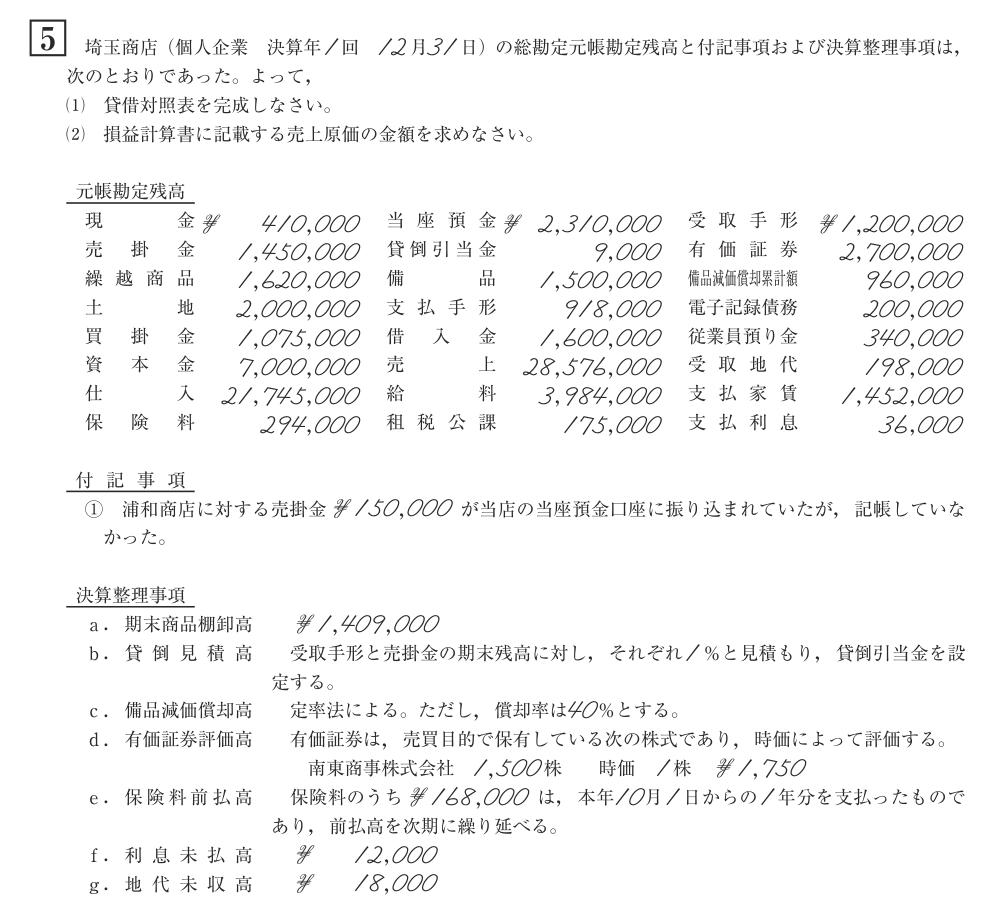 5 埼玉商店（個人企業　決算年1回　12月31日）の総勘定元帳勘定残高と付記事項および決算整理事項は，
次のとおりであった。よって，
⑴　貸借対照表を完成しなさい。
⑵　損益計算書に記載する売上原価の金額を求めなさい。
元帳勘定残高
現金 ¥ 410,000 当座預金 ¥ 2,310,000 受取手形 ¥ 1,200,000
売掛金 1,450,000 貸倒引当金 9,000 有価証券 2,700,000
繰越商品 1,620,000 備品 1,500,000 備品減価償却累計額 960,000
土地 2,000,000 支払手形 918,000 電子記録債務 200,000
買掛金 1,075,000 借入金 1,600,000 従業員預り金 340,000
資本金 7,000,000 売上 28,576,000 受取地代 198,000
仕入 21,745,000 給料 3,984,000 支払家賃 1,452,000
保険料 294,000 租税公課 175,000 支払利息 36,000
付記事項
①　浦和商店に対する売掛金 ¥150,000 が当店の当座預金口座に振り込まれていたが，記帳していな
かった。
決算整理事項
a．期末商品棚卸高　¥1,409,000
b．貸倒見積高　受取手形と売掛金の期末残高に対し，それぞれ1％と見積もり，貸倒引当金を設
定する。
c．備品減価償却高　定率法による。ただし，償却率は40％とする。
d．有価証券評価高　有価証券は，売買目的で保有している次の株式であり，時価によって評価する。
南東商事株式会社　1,500株　時価　1株　¥1,750
e．保険料前払高　保険料のうち ¥168,000 は，本年10月1日からの1年分を支払ったもので
あり，前払高を次期に繰り延べる。
f．利息未払高　¥　12,000
g．地代未収高　¥　18,000